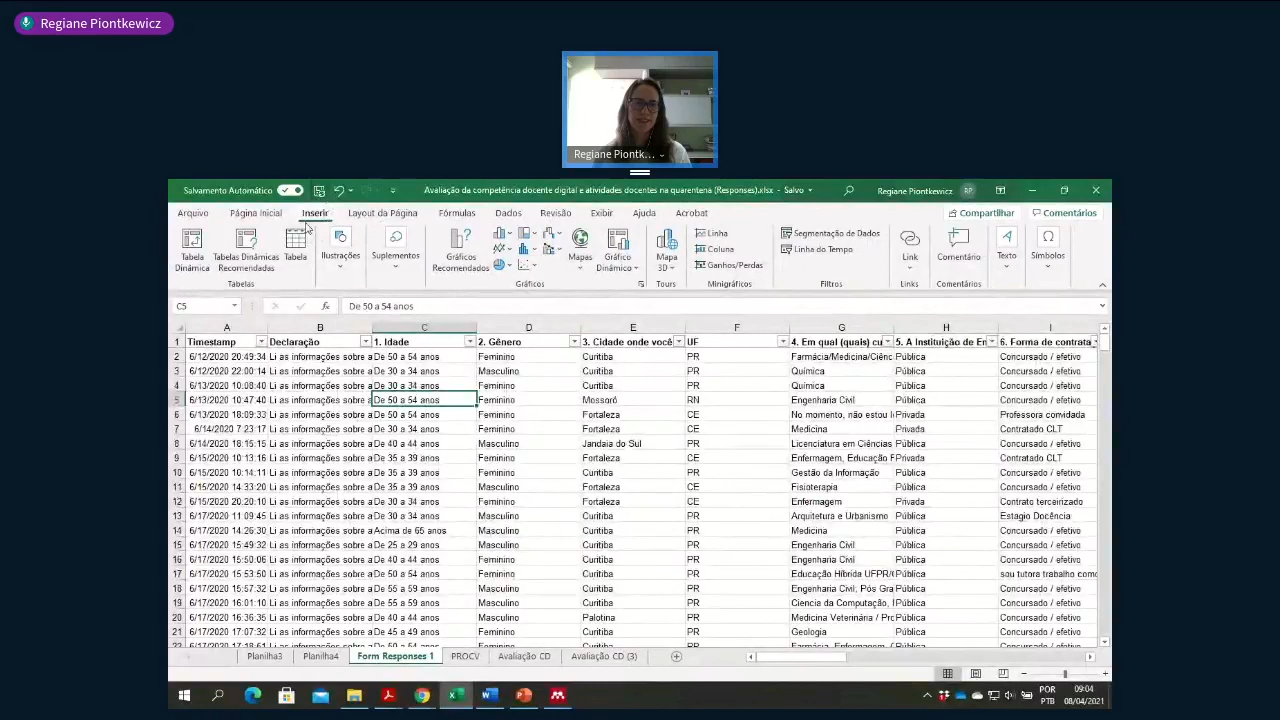 Regiane Piontkewicz
Regiane Piontk...
Salvamento Automático
Avaliação da competência docente digital e atividades docentes na quarentena (Responses).xlsx - Salvo
Regiane Piontkewicz RP
Arquivo Página Inicial Inserir Layout da Página Fórmulas Dados Revisão Exibir Ajuda Acrobat Compartilhar Comentários
Tabela Dinâmica
Tabelas Dinâmicas Recomendadas
Tabela
Ilustrações
Suplementos
Gráficos Recomendados
Mapas
Gráfico Dinâmico
Mapa 3D
Linha
Coluna
Ganhos/Perdas
Segmentação de Dados
Linha do Tempo
Link
Comentário
Texto
Símbolos
Tabelas Gráficos Tours Minigráficos Filtros Links Comentários
C5 fx De 50 a 54 anos
A B C D E F G H I
1 Timestamp Declaração 1. Idade 2. Gênero 3. Cidade onde você UF 4. Em qual (quais) cu 5. A Instituição de En 6. Forma de contrata
2 6/12/2020 20:49:34 Li as informações sobre a De 50 a 54 anos Feminino Curitiba PR Farmácia/Medicina/Ciênc Pública Concursado / efetivo
3 6/12/2020 22:00:14 Li as informações sobre a De 30 a 34 anos Masculino Curitiba PR Química Pública Concursado / efetivo
4 6/13/2020 10:08:40 Li as informações sobre a De 30 a 34 anos Feminino Curitiba PR Química Pública Concursado / efetivo
5 6/13/2020 10:47:40 Li as informações sobre a De 50 a 54 anos Feminino Mossoró RN Engenharia Civil Pública Concursado / efetivo
6 6/13/2020 18:09:33 Li as informações sobre a De 50 a 54 anos Feminino Fortaleza CE No momento, não estou l Privada Professora convidada
7 6/14/2020 7:23:17 Li as informações sobre a De 30 a 34 anos Feminino Fortaleza CE Medicina Privada Contratado CLT
8 6/14/2020 18:15:15 Li as informações sobre a De 40 a 44 anos Masculino Jandaia do Sul PR Licenciatura em Ciências Pública Concursado / efetivo
9 6/15/2020 10:13:16 Li as informações sobre a De 35 a 39 anos Feminino Fortaleza CE Enfermagem, Educação F Privada Contratado CLT
10 6/15/2020 10:14:11 Li as informações sobre a De 35 a 39 anos Feminino Curitiba PR Gestão da Informação Pública Concursado / efetivo
11 6/15/2020 14:33:20 Li as informações sobre a De 35 a 39 anos Masculino Fortaleza CE Fisioterapia Pública Concursado / efetivo
12 6/15/2020 20:20:10 Li as informações sobre a De 30 a 34 anos Feminino Fortaleza CE Enfermagem Privada Contrato terceirizado
13 6/17/2020 11:09:45 Li as informações sobre a De 30 a 34 anos Masculino Curitiba PR Arquitetura e Urbanismo Pública Estagio Docência
14 6/17/2020 14:26:30 Li as informações sobre a Acima de 65 anos Masculino Curitiba PR Medicina Pública Concursado / efetivo
15 6/17/2020 15:49:32 Li as informações sobre a De 25 a 29 anos Masculino Curitiba PR Engenharia Civil Pública Concursado / efetivo
16 6/17/2020 15:50:06 Li as informações sobre a De 40 a 44 anos Feminino Curitiba PR Engenharia Civil Pública Concursado / efetivo
17 6/17/2020 15:53:50 Li as informações sobre a De 50 a 54 anos Feminino Curitiba PR Educação Híbrida UFPR/ Pública sou tutora trabalho como
18 6/17/2020 15:57:32 Li as informações sobre a De 55 a 59 anos Masculino Curitiba PR Engenharia Civil; Pós Gra Pública Concursado / efetivo
19 6/17/2020 16:01:10 Li as informações sobre a De 55 a 59 anos Masculino Curitiba PR Ciencia da Computação, Pública Concursado / efetivo
20 6/17/2020 16:36:35 Li as informações sobre a De 40 a 44 anos Masculino Palotina PR Medicina Veterinária / Pro Pública Concursado / efetivo
21 6/17/2020 17:07:32 Li as informações sobre a De 45 a 49 anos Feminino Curitiba PR Geologia Pública Concursado / efetivo
Planilha3 Planilha4 Form Responses 1 PROCV Avaliação CD Avaliação CD (3)
POR 09:04
PTB 08/04/2021